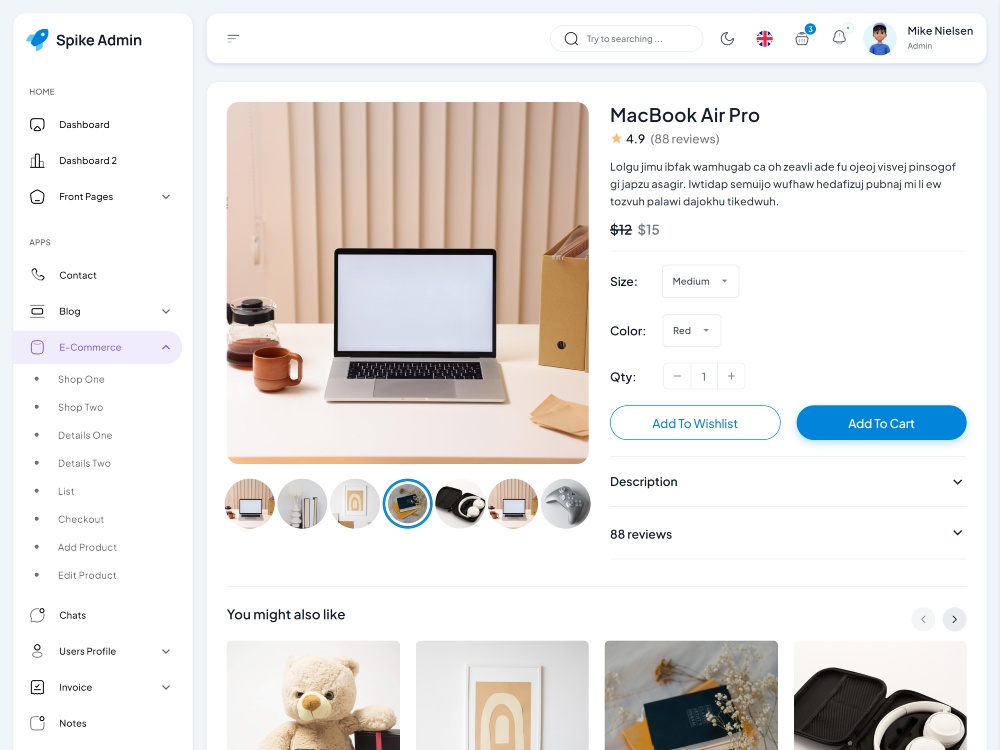 Spike Admin
HOME
Dashboard
Dashboard 2
Front Pages
APPS
Contact
Blog
E-Commerce
Shop One
Shop Two
Details One
Details Two
List
Checkout
Add Product
Edit Product
Chats
Users Profile
Invoice
Notes
Try to searching ...
3
Mike Nielsen
Admin
MacBook Air Pro
4.9 (88 reviews)
Lolgu jimu ibfak wamhugab ca oh zeavli ade fu ojeoj visvej pinsogof
gi japzu asagir. Iwtidap semuijo wufhaw hedafizuj pubnaj mi li ew
tozvuh palawi dajokhu tikedwuh.
$12 $15
Size: Medium
Color: Red
Qty: − 1 +
Add To Wishlist Add To Cart
Description
88 reviews
You might also like